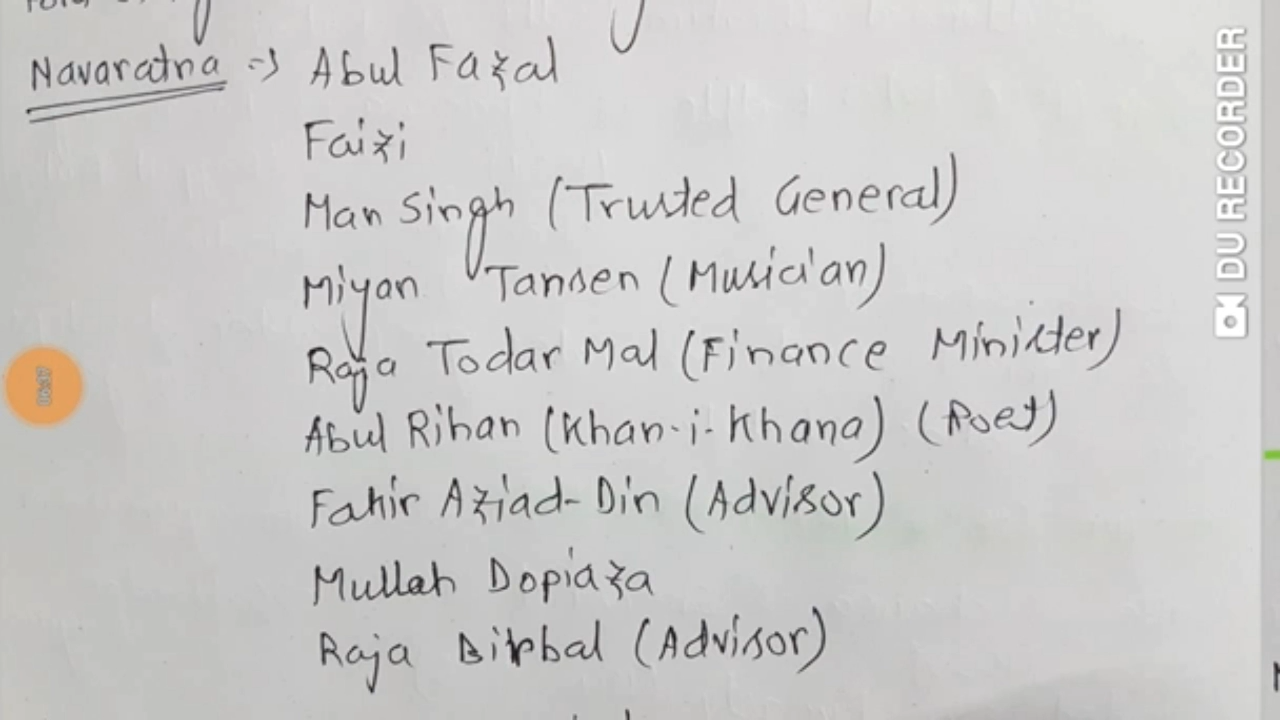 Navaratna => Abul Fazal
Faizi
Man Singh (Trusted General)
Miyan Tansen (Musician)
Raja Todar Mal (Finance Minister)
Abul Rihan (Khan-i-Khana) (Poet)
Fakir Aziad-Din (Advisor)
Mullah Dopiaza
Raja Birbal (Advisor)
DU RECORDER